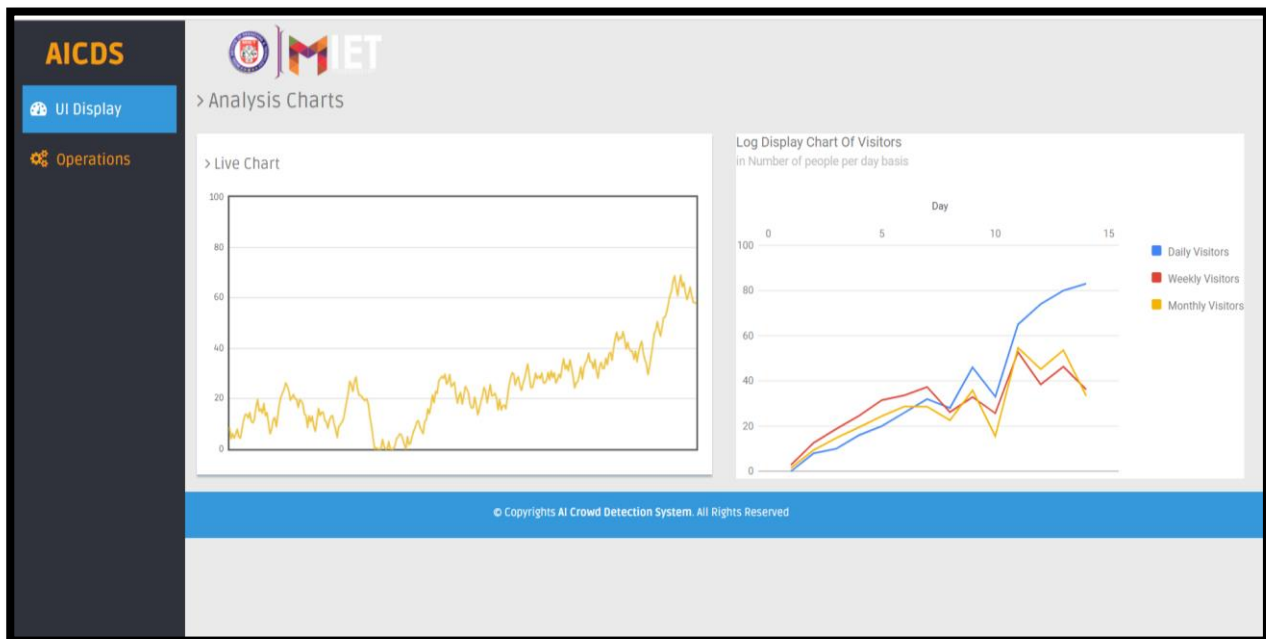 AICDS
UI Display
Operations
MIET
> Analysis Charts
> Live Chart
100
80
60
40
20
0
Log Display Chart Of Visitors
in Number of people per day basis
Day
0 5 10 15
100
80
60
40
20
0
Daily Visitors
Weekly Visitors
Monthly Visitors
© Copyrights AI Crowd Detection System. All Rights Reserved